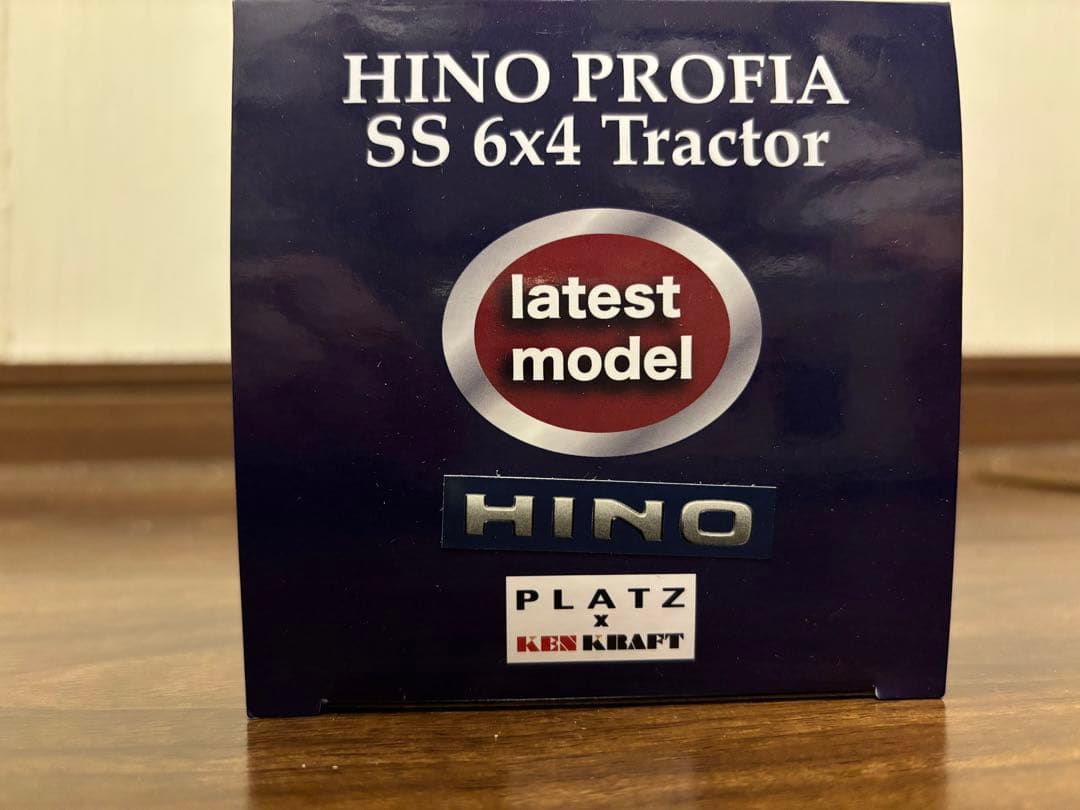 HINO PROFIA
SS 6x4 Tractor
latest
model
HINO
PLATZ
x
KEN KRAFT